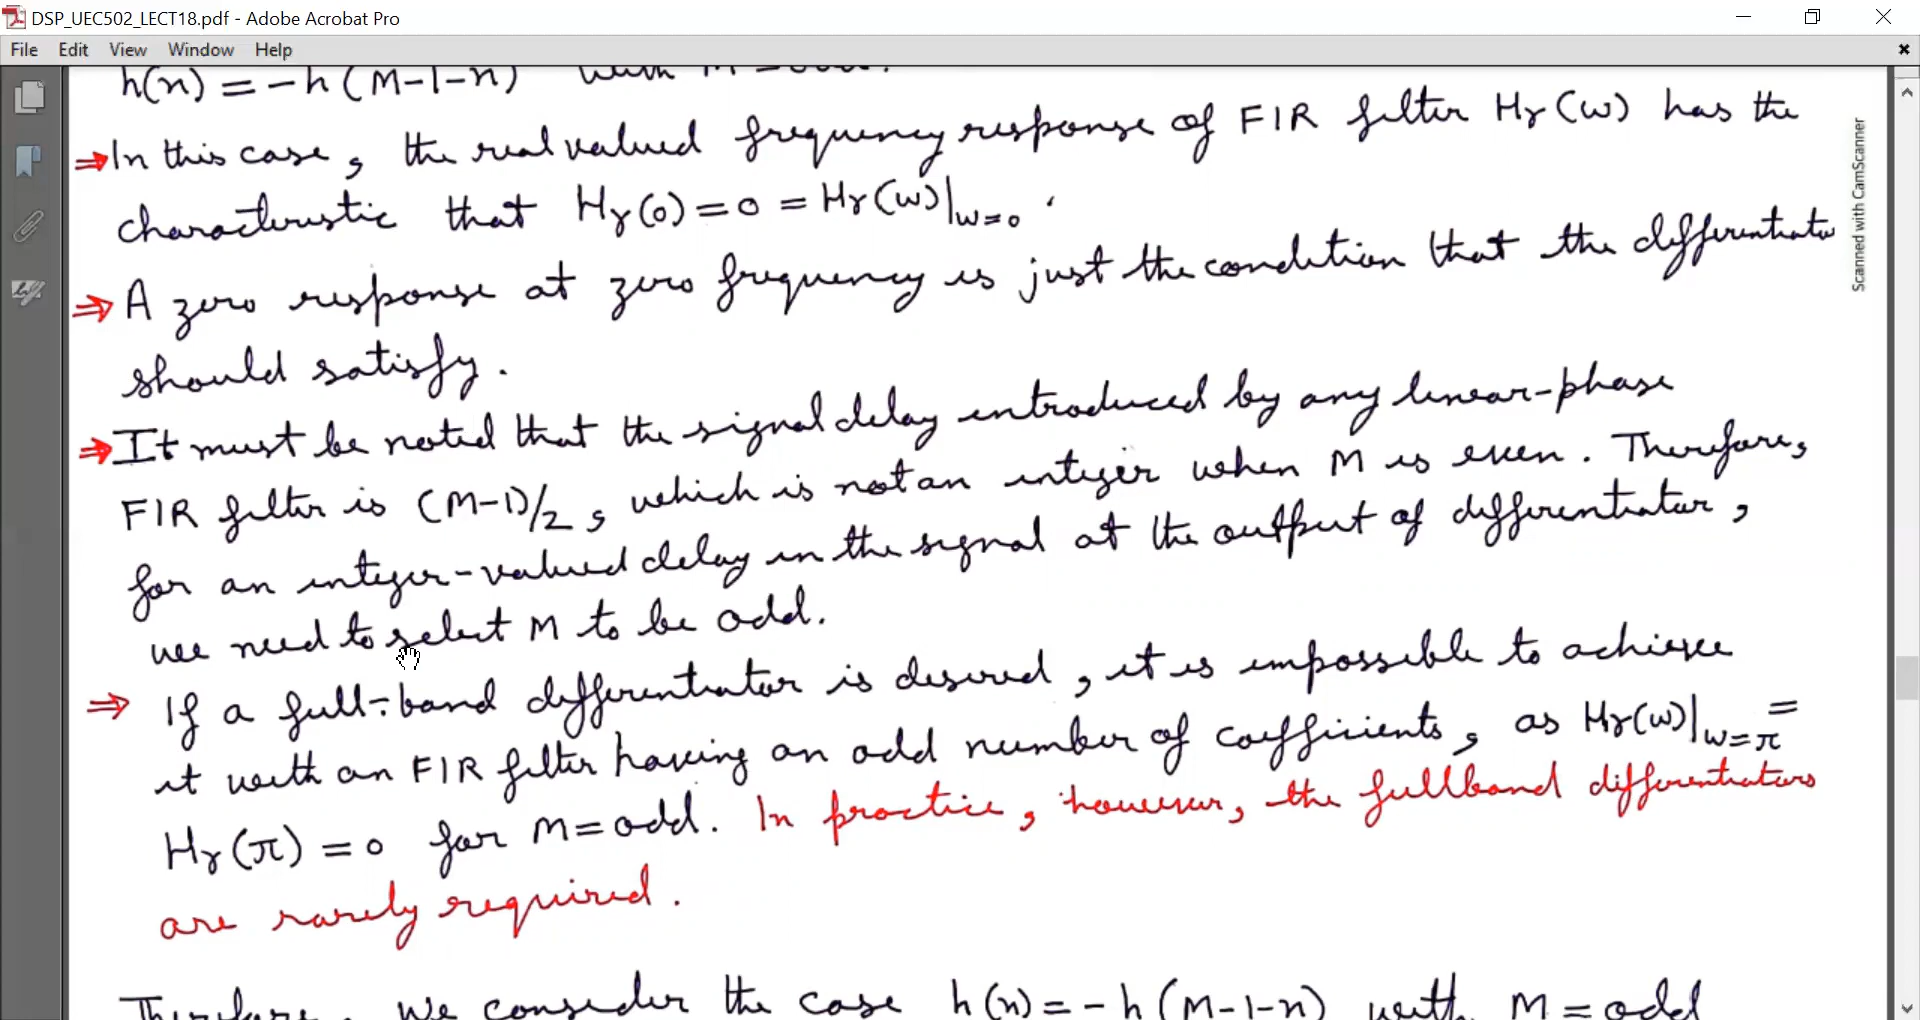 DSP_UEC502_LECT18.pdf - Adobe Acrobat Pro
File Edit View Window Help
h(n) = -h(M-1-n) with M = odd.
⇒ In this case, the real valued frequency response of FIR filter Hr(ω) has the
characteristic that Hr(0) = 0 = Hr(ω)|ω=0.
⇒ A zero response at zero frequency is just the condition that the differentiator
should satisfy.
⇒ It must be noted that the signal delay introduced by any linear-phase
FIR filter is (M-1)/2, which is not an integer when M is even. Therefore,
for an integer-valued delay in the signal at the output of differentiator,
we need to select M to be odd.
⇒ If a full-band differentiator is desired, it is impossible to achieve
it with an FIR filter having an odd number of coefficients, as Hr(ω)|ω=π =
Hr(π) = 0 for M = odd. In practice, however, the fullband differentiators
are rarely required.
Therefore, we consider the case h(n) = -h(M-1-n) with M = odd
Scanned with CamScanner